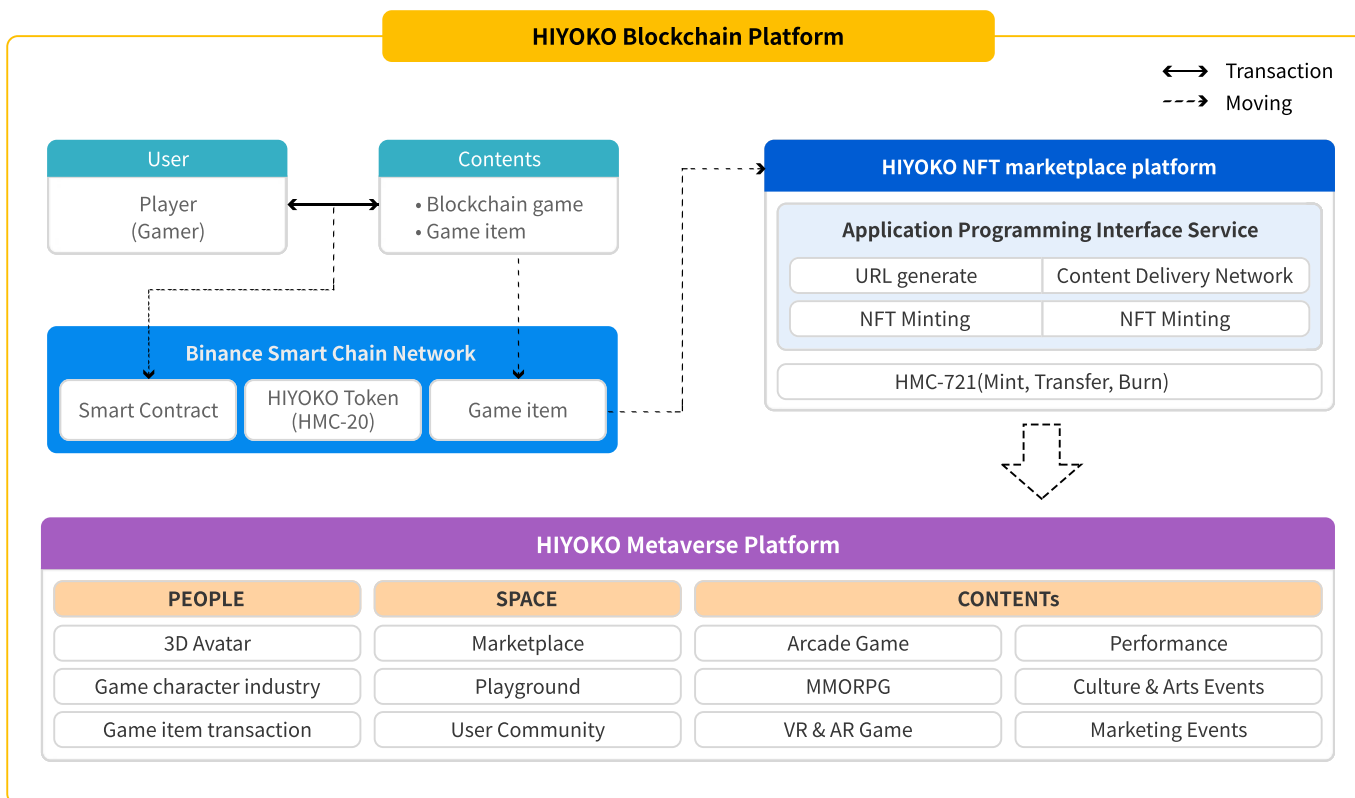 HIYOKO Blockchain Platform
Transaction
Moving
User
Player
(Gamer)
Contents
• Blockchain game
• Game item
HIYOKO NFT marketplace platform
Application Programming Interface Service
URL generate
Content Delivery Network
NFT Minting
NFT Minting
HMC-721(Mint, Transfer, Burn)
Binance Smart Chain Network
Smart Contract
HIYOKO Token
(HMC-20)
Game item
HIYOKO Metaverse Platform
PEOPLE
3D Avatar
Game character industry
Game item transaction
SPACE
Marketplace
Playground
User Community
CONTENTs
Arcade Game
Performance
MMORPG
Culture & Arts Events
VR & AR Game
Marketing Events